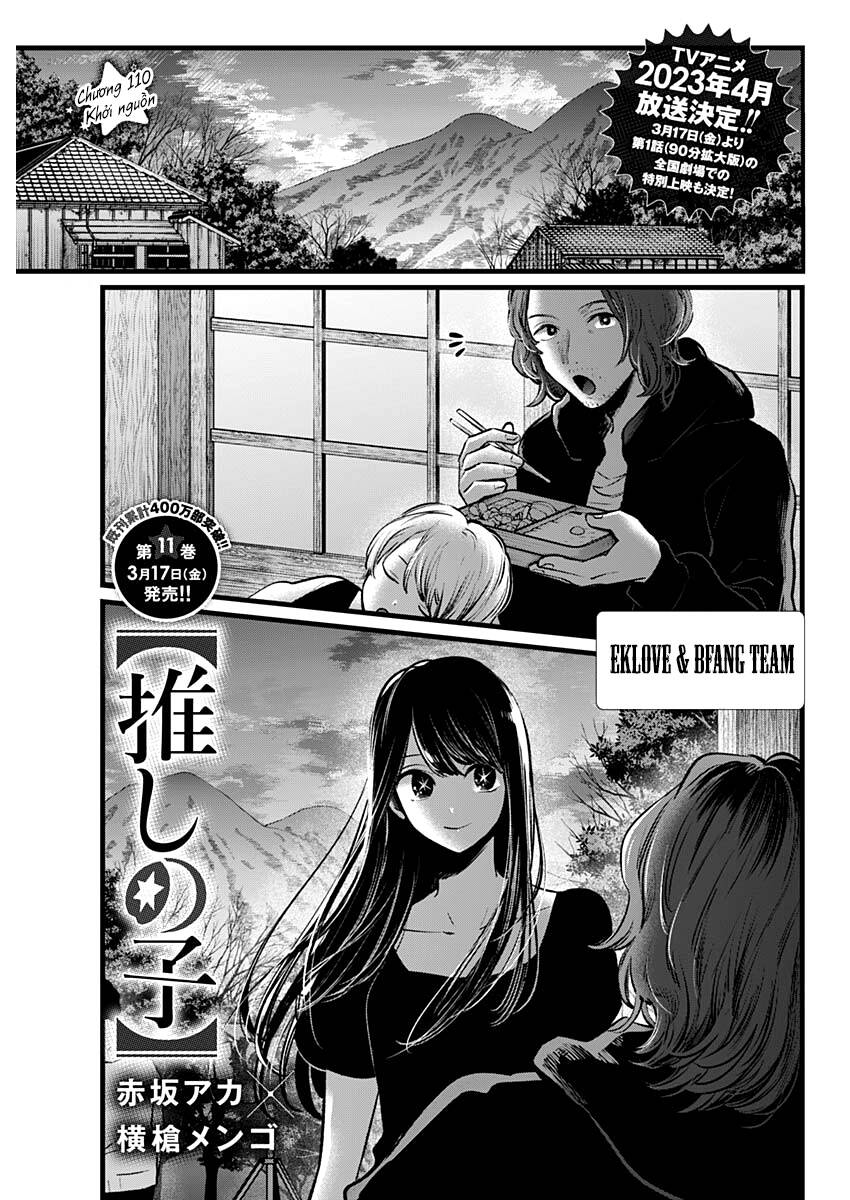 Chương 110
Khởi nguồn
TVアニメ
2023年4月
放送決定!!
3月17日(金)より
第1話(90分拡大版)の
全国劇場での
特別上映も決定!
既刊累計400万部突破!!
第11巻
3月17日(金)
発売!!
EKLOVE & BFANG TEAM
【推しの子】
赤坂アカ×
横槍メンゴ